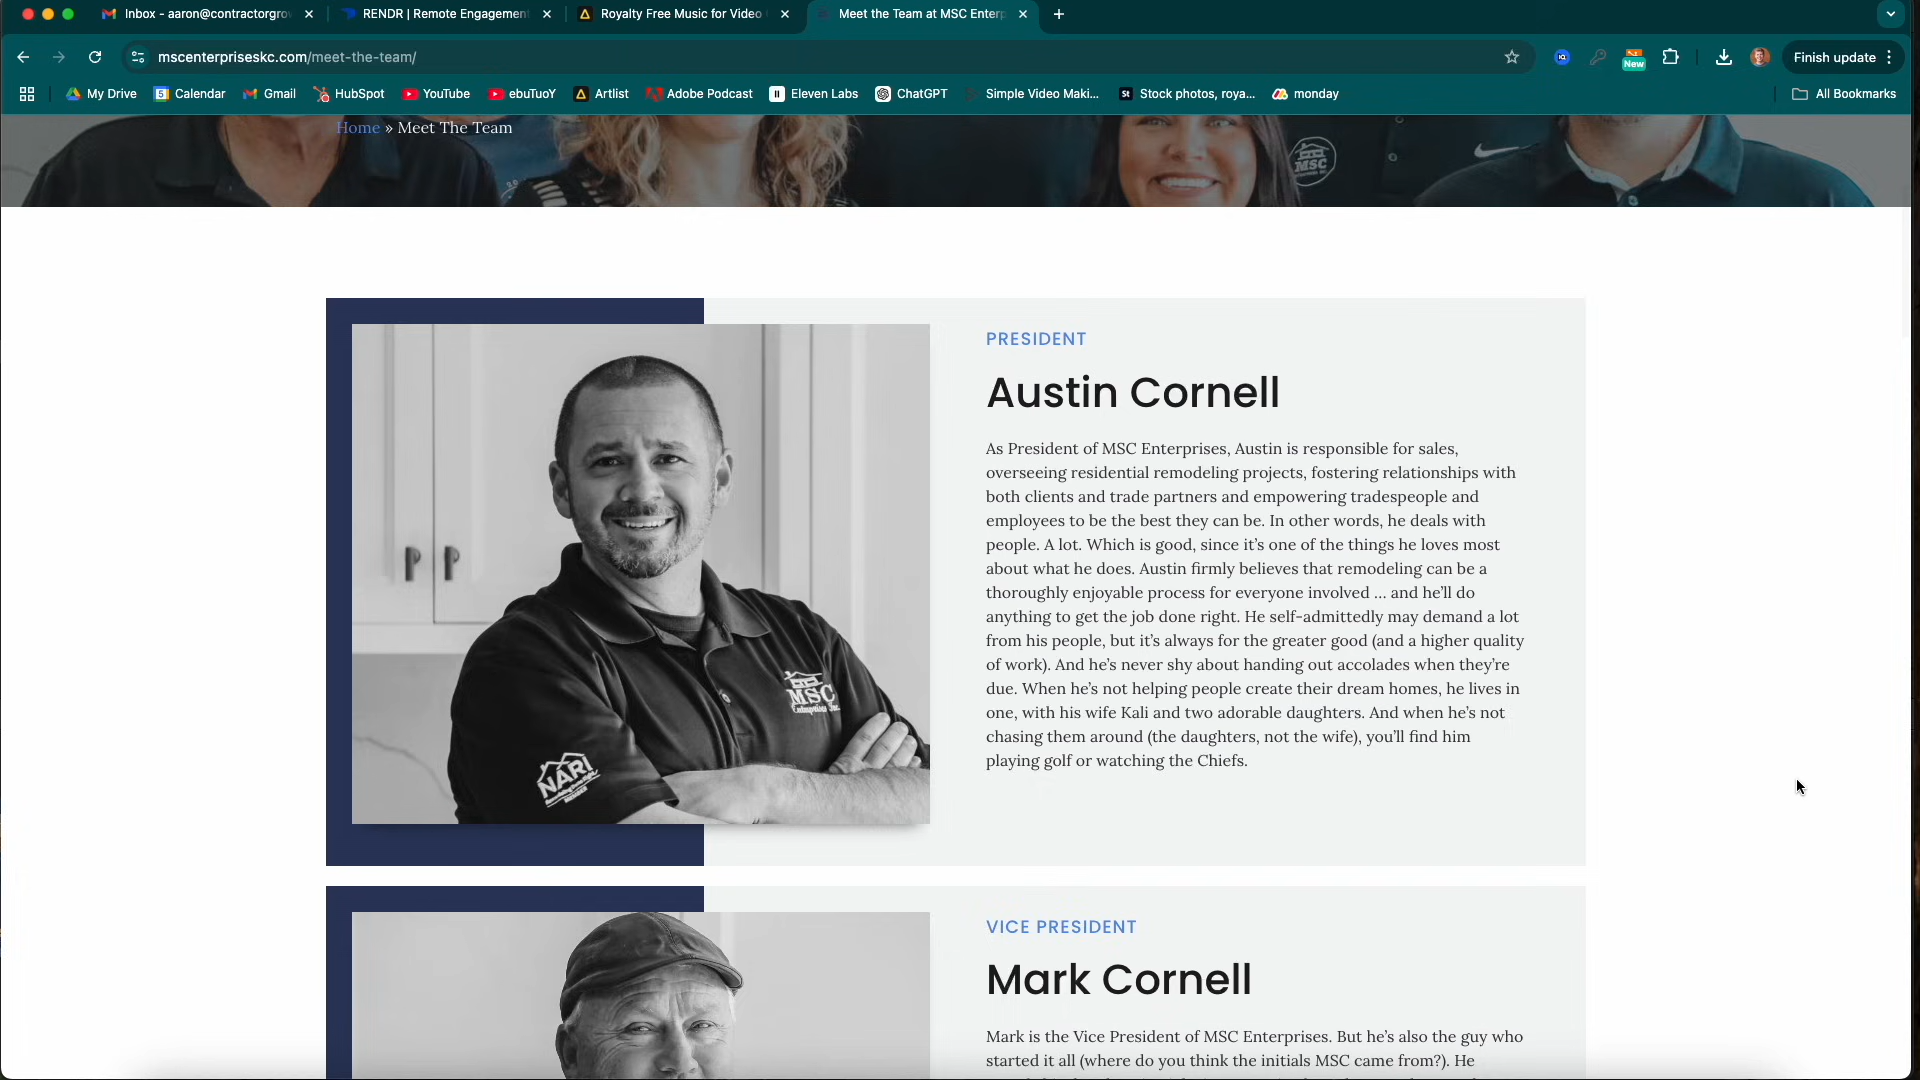 Inbox - aaron@contractorgro
RENDR | Remote Engagement
Royalty Free Music for Video
Meet the Team at MSC Enterp
mscenterpriseskc.com/meet-the-team/
New
Finish update
My Drive
5
Calendar
Gmail
HubSpot
YouTube
ebuTuoY
Artlist
Adobe Podcast
Eleven Labs
ChatGPT
Simple Video Maki...
St
Stock photos, roya...
monday
All Bookmarks
Home » Meet The Team
MSC
PRESIDENT
Austin Cornell
As President of MSC Enterprises, Austin is responsible for sales,
overseeing residential remodeling projects, fostering relationships with
both clients and trade partners and empowering tradespeople and
employees to be the best they can be. In other words, he deals with
people. A lot. Which is good, since it’s one of the things he loves most
about what he does. Austin firmly believes that remodeling can be a
thoroughly enjoyable process for everyone involved … and he’ll do
anything to get the job done right. He self-admittedly may demand a lot
from his people, but it’s always for the greater good (and a higher quality
of work). And he’s never shy about handing out accolades when they’re
due. When he’s not helping people create their dream homes, he lives in
one, with his wife Kali and two adorable daughters. And when he’s not
chasing them around (the daughters, not the wife), you’ll find him
playing golf or watching the Chiefs.
MSC
Enterprises Inc.
NARI
MEMBER
VICE PRESIDENT
Mark Cornell
Mark is the Vice President of MSC Enterprises. But he’s also the guy who
started it all (where do you think the initials MSC came from?). He